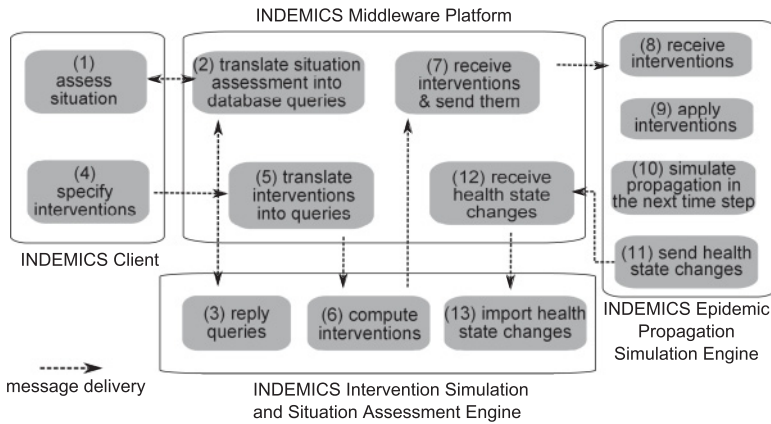 INDEMICS Middleware Platform
(1)
assess
situation
(4)
specify
interventions
INDEMICS Client
(2) translate situation
assessment into
database queries
(7) receive
interventions
& send them
(5) translate
interventions
into queries
(12) receive
health state
changes
(8) receive
interventions
(9) apply
interventions
(10) simulate
propagation in
the next time step
(11) send health
state changes
INDEMICS Epidemic
Propagation
Simulation Engine
(3) reply
queries
(6) compute
interventions
(13) import health
state changes
INDEMICS Intervention Simulation
and Situation Assessment Engine
message delivery